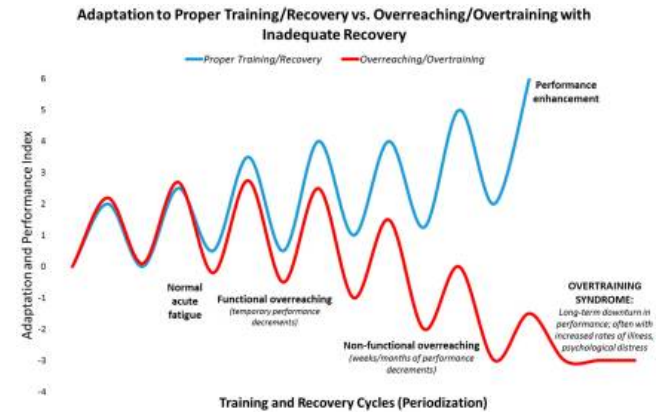 Adaptation to Proper Training/Recovery vs. Overreaching/Overtraining with
Inadequate Recovery
Proper Training/Recovery
Overreaching/Overtraining
Adaptation and Performance Index
6
5
4
3
2
1
0
-1
-2
-3
-4
Performance
enhancement
Normal
acute
fatigue
Functional overreaching
(temporary performance
decrements)
Non-functional overreaching
(weeks/months of performance
decrements)
OVERTRAINING
SYNDROME:
Long-term downturn in
performance; often with
increased rates of illness,
psychological distress
Training and Recovery Cycles (Periodization)